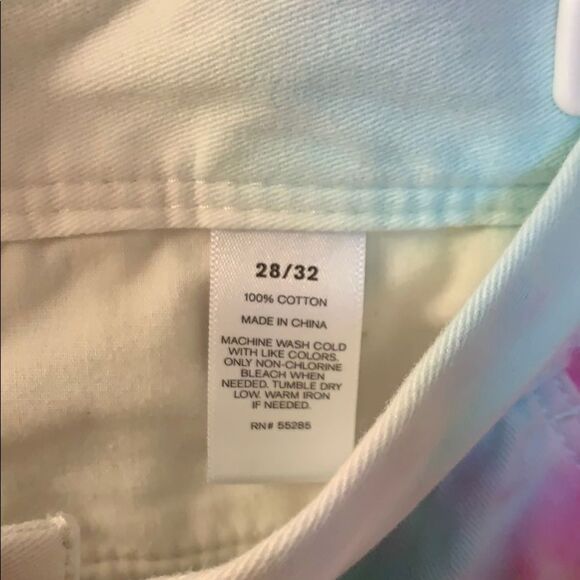 28/32
100% COTTON
MADE IN CHINA
MACHINE WASH COLD
WITH LIKE COLORS.
ONLY NON-CHLORINE
BLEACH WHEN
NEEDED. TUMBLE DRY
LOW. WARM IRON
IF NEEDED.
RN# 55285